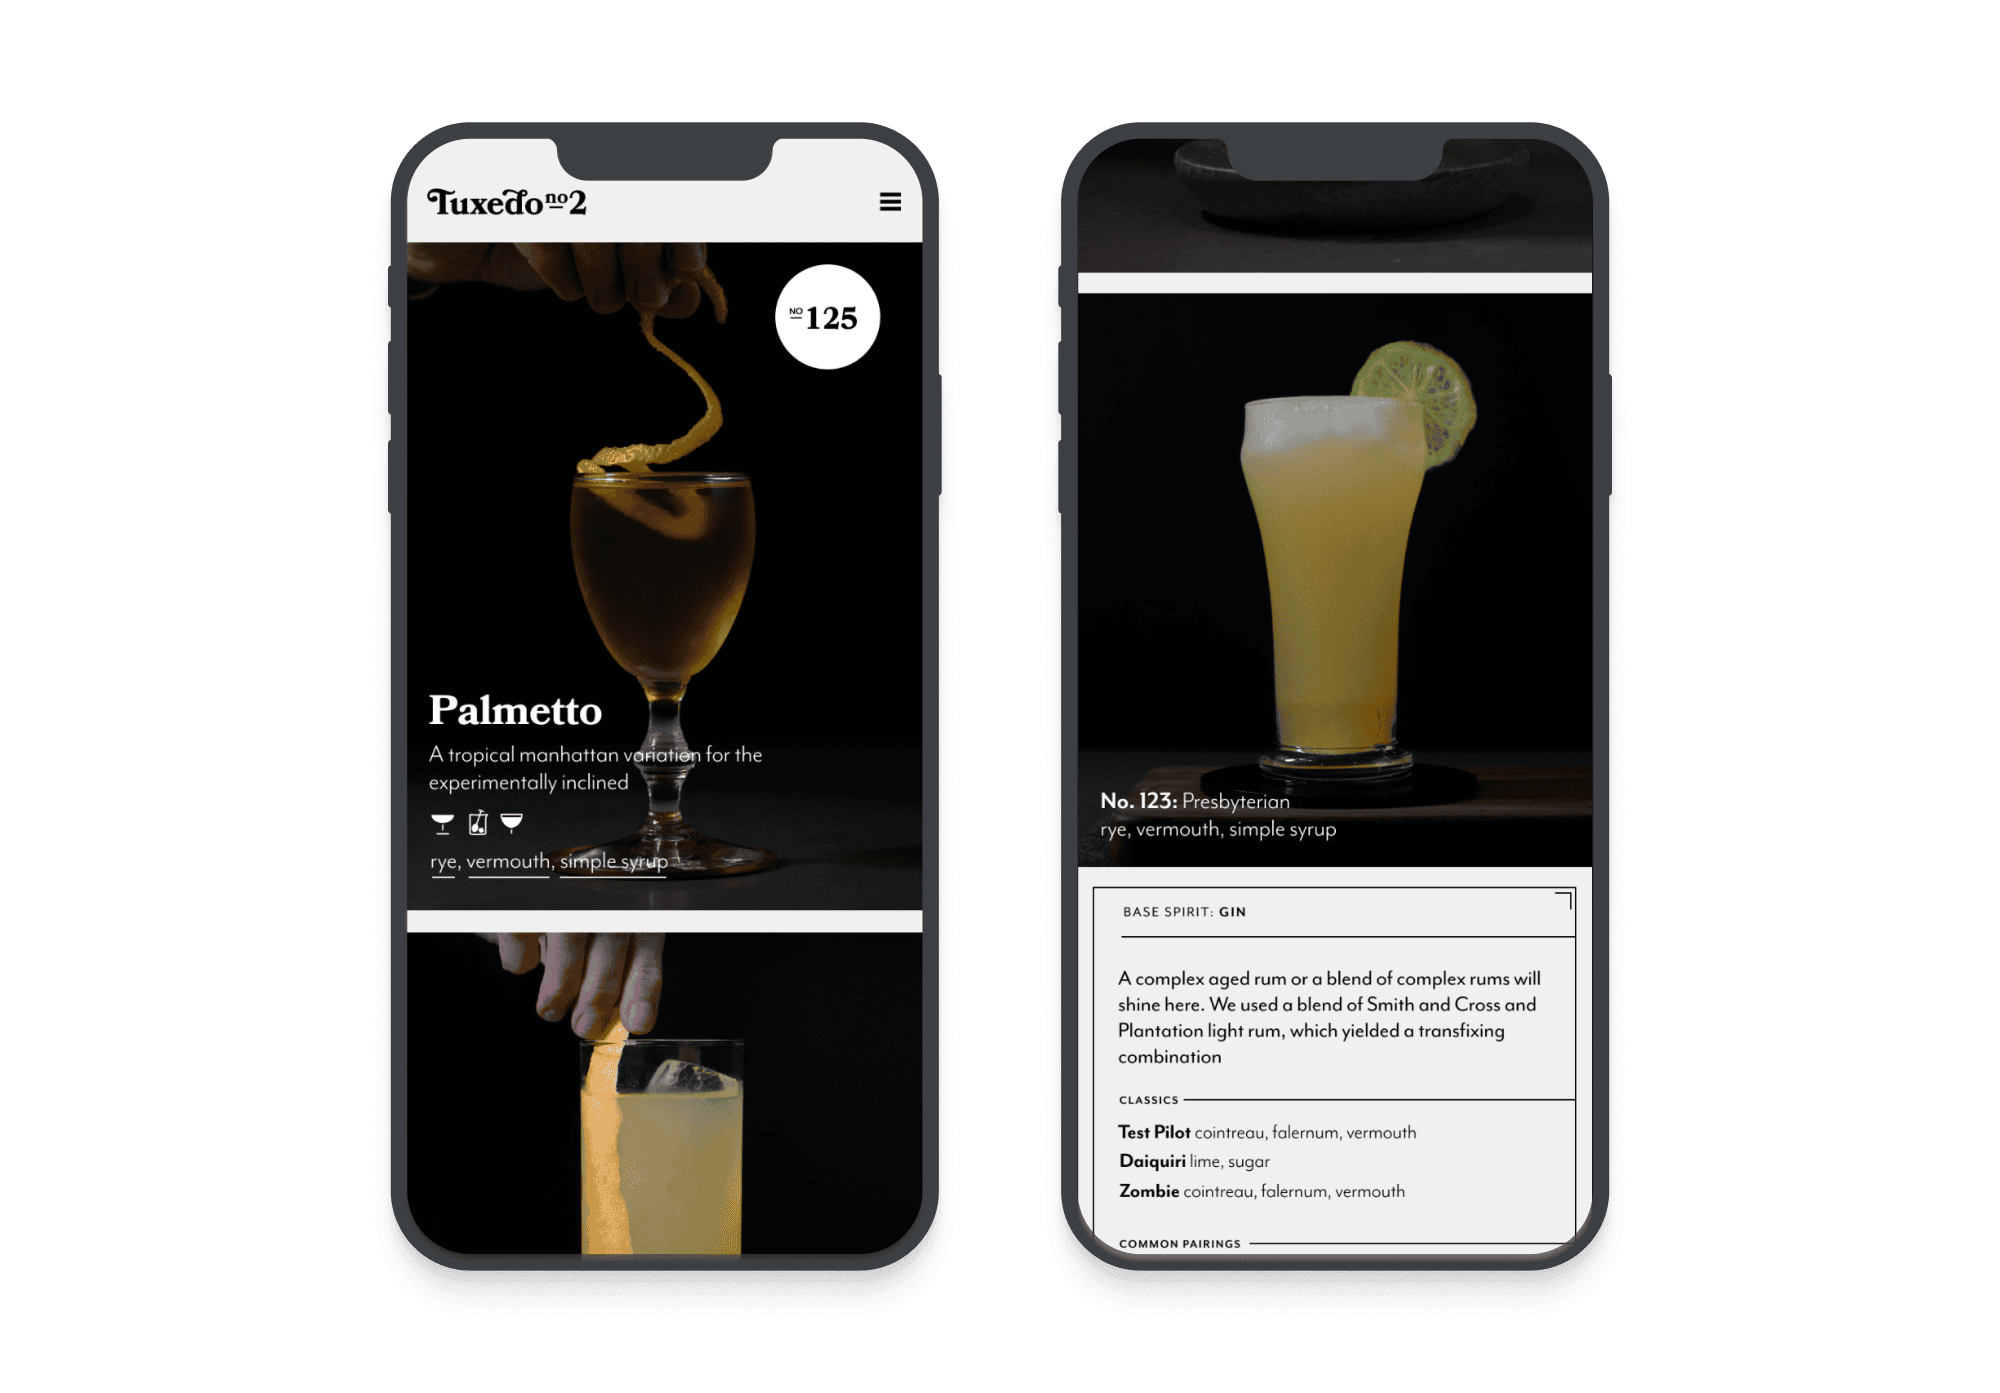 Tuxedo no2
NO 125
Palmetto
A tropical manhattan variation for the
experimentally inclined
rye, vermouth, simple syrup
No. 123: Presbyterian
rye, vermouth, simple syrup
BASE SPIRIT: GIN
A complex aged rum or a blend of complex rums will
shine here. We used a blend of Smith and Cross and
Plantation light rum, which yielded a transfixing
combination
CLASSICS
Test Pilot cointreau, falernum, vermouth
Daiquiri lime, sugar
Zombie cointreau, falernum, vermouth
COMMON PAIRINGS